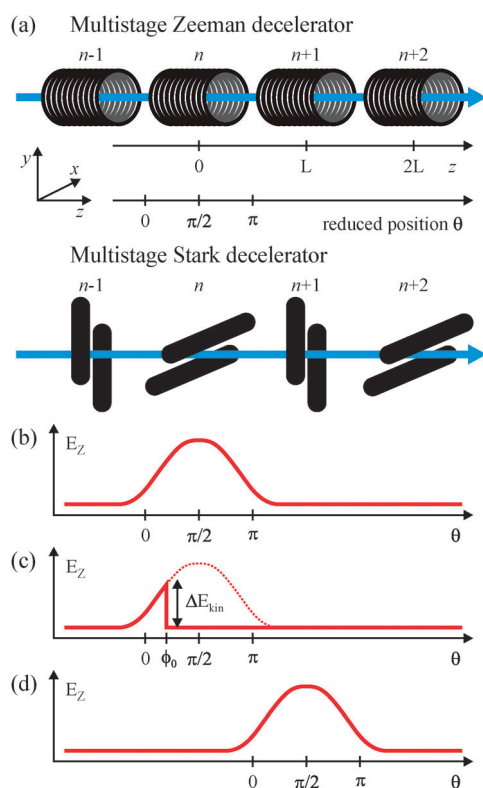 (a) Multistage Zeeman decelerator
n-1 n n+1 n+2
y x z
0 L 2L z
0 π/2 π reduced position θ
Multistage Stark decelerator
n-1 n n+1 n+2
(b) E_Z
0 π/2 π θ
(c) E_Z
ΔE_kin
0 ϕ₀ π/2 π θ
(d) E_Z
0 π/2 π θ